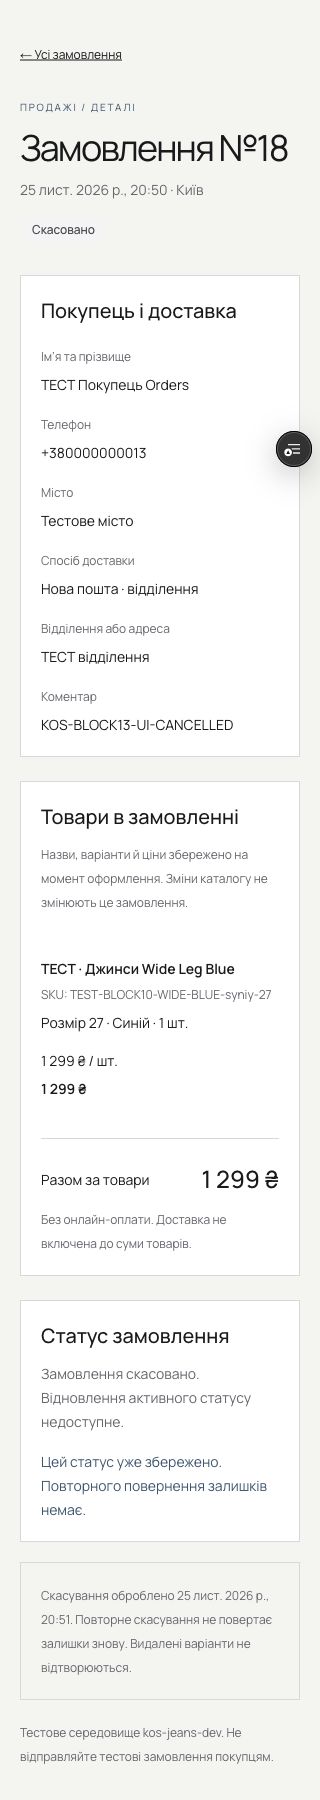 ← Усі замовлення
ПРОДАЖІ / ДЕТАЛІ
Замовлення №18
25 лист. 2026 р., 20:50 · Київ
Скасовано
Покупець і доставка
Ім'я та прізвище
ТЕСТ Покупець Orders
Телефон
+380000000013
Місто
Тестове місто
Спосіб доставки
Нова пошта · відділення
Відділення або адреса
ТЕСТ відділення
Коментар
KOS-BLOCK13-UI-CANCELLED
Товари в замовленні
Назви, варіанти й ціни збережено на
момент оформлення. Зміни каталогу не
змінюють це замовлення.
ТЕСТ · Джинси Wide Leg Blue
SKU: TEST-BLOCK10-WIDE-BLUE-syniy-27
Розмір 27 · Синій · 1 шт.
1 299 ₴ / шт.
1 299 ₴
Разом за товари 1 299 ₴
Без онлайн-оплати. Доставка не
включена до суми товарів.
Статус замовлення
Замовлення скасовано.
Відновлення активного статусу
недоступне.
Цей статус уже збережено.
Повторного повернення залишків
немає.
Скасування оброблено 25 лист. 2026 р.,
20:51. Повторне скасування не повертає
залишки знову. Видалені варіанти не
відтворюються.
Тестове середовище kos-jeans-dev. Не
відправляйте тестові замовлення покупцям.